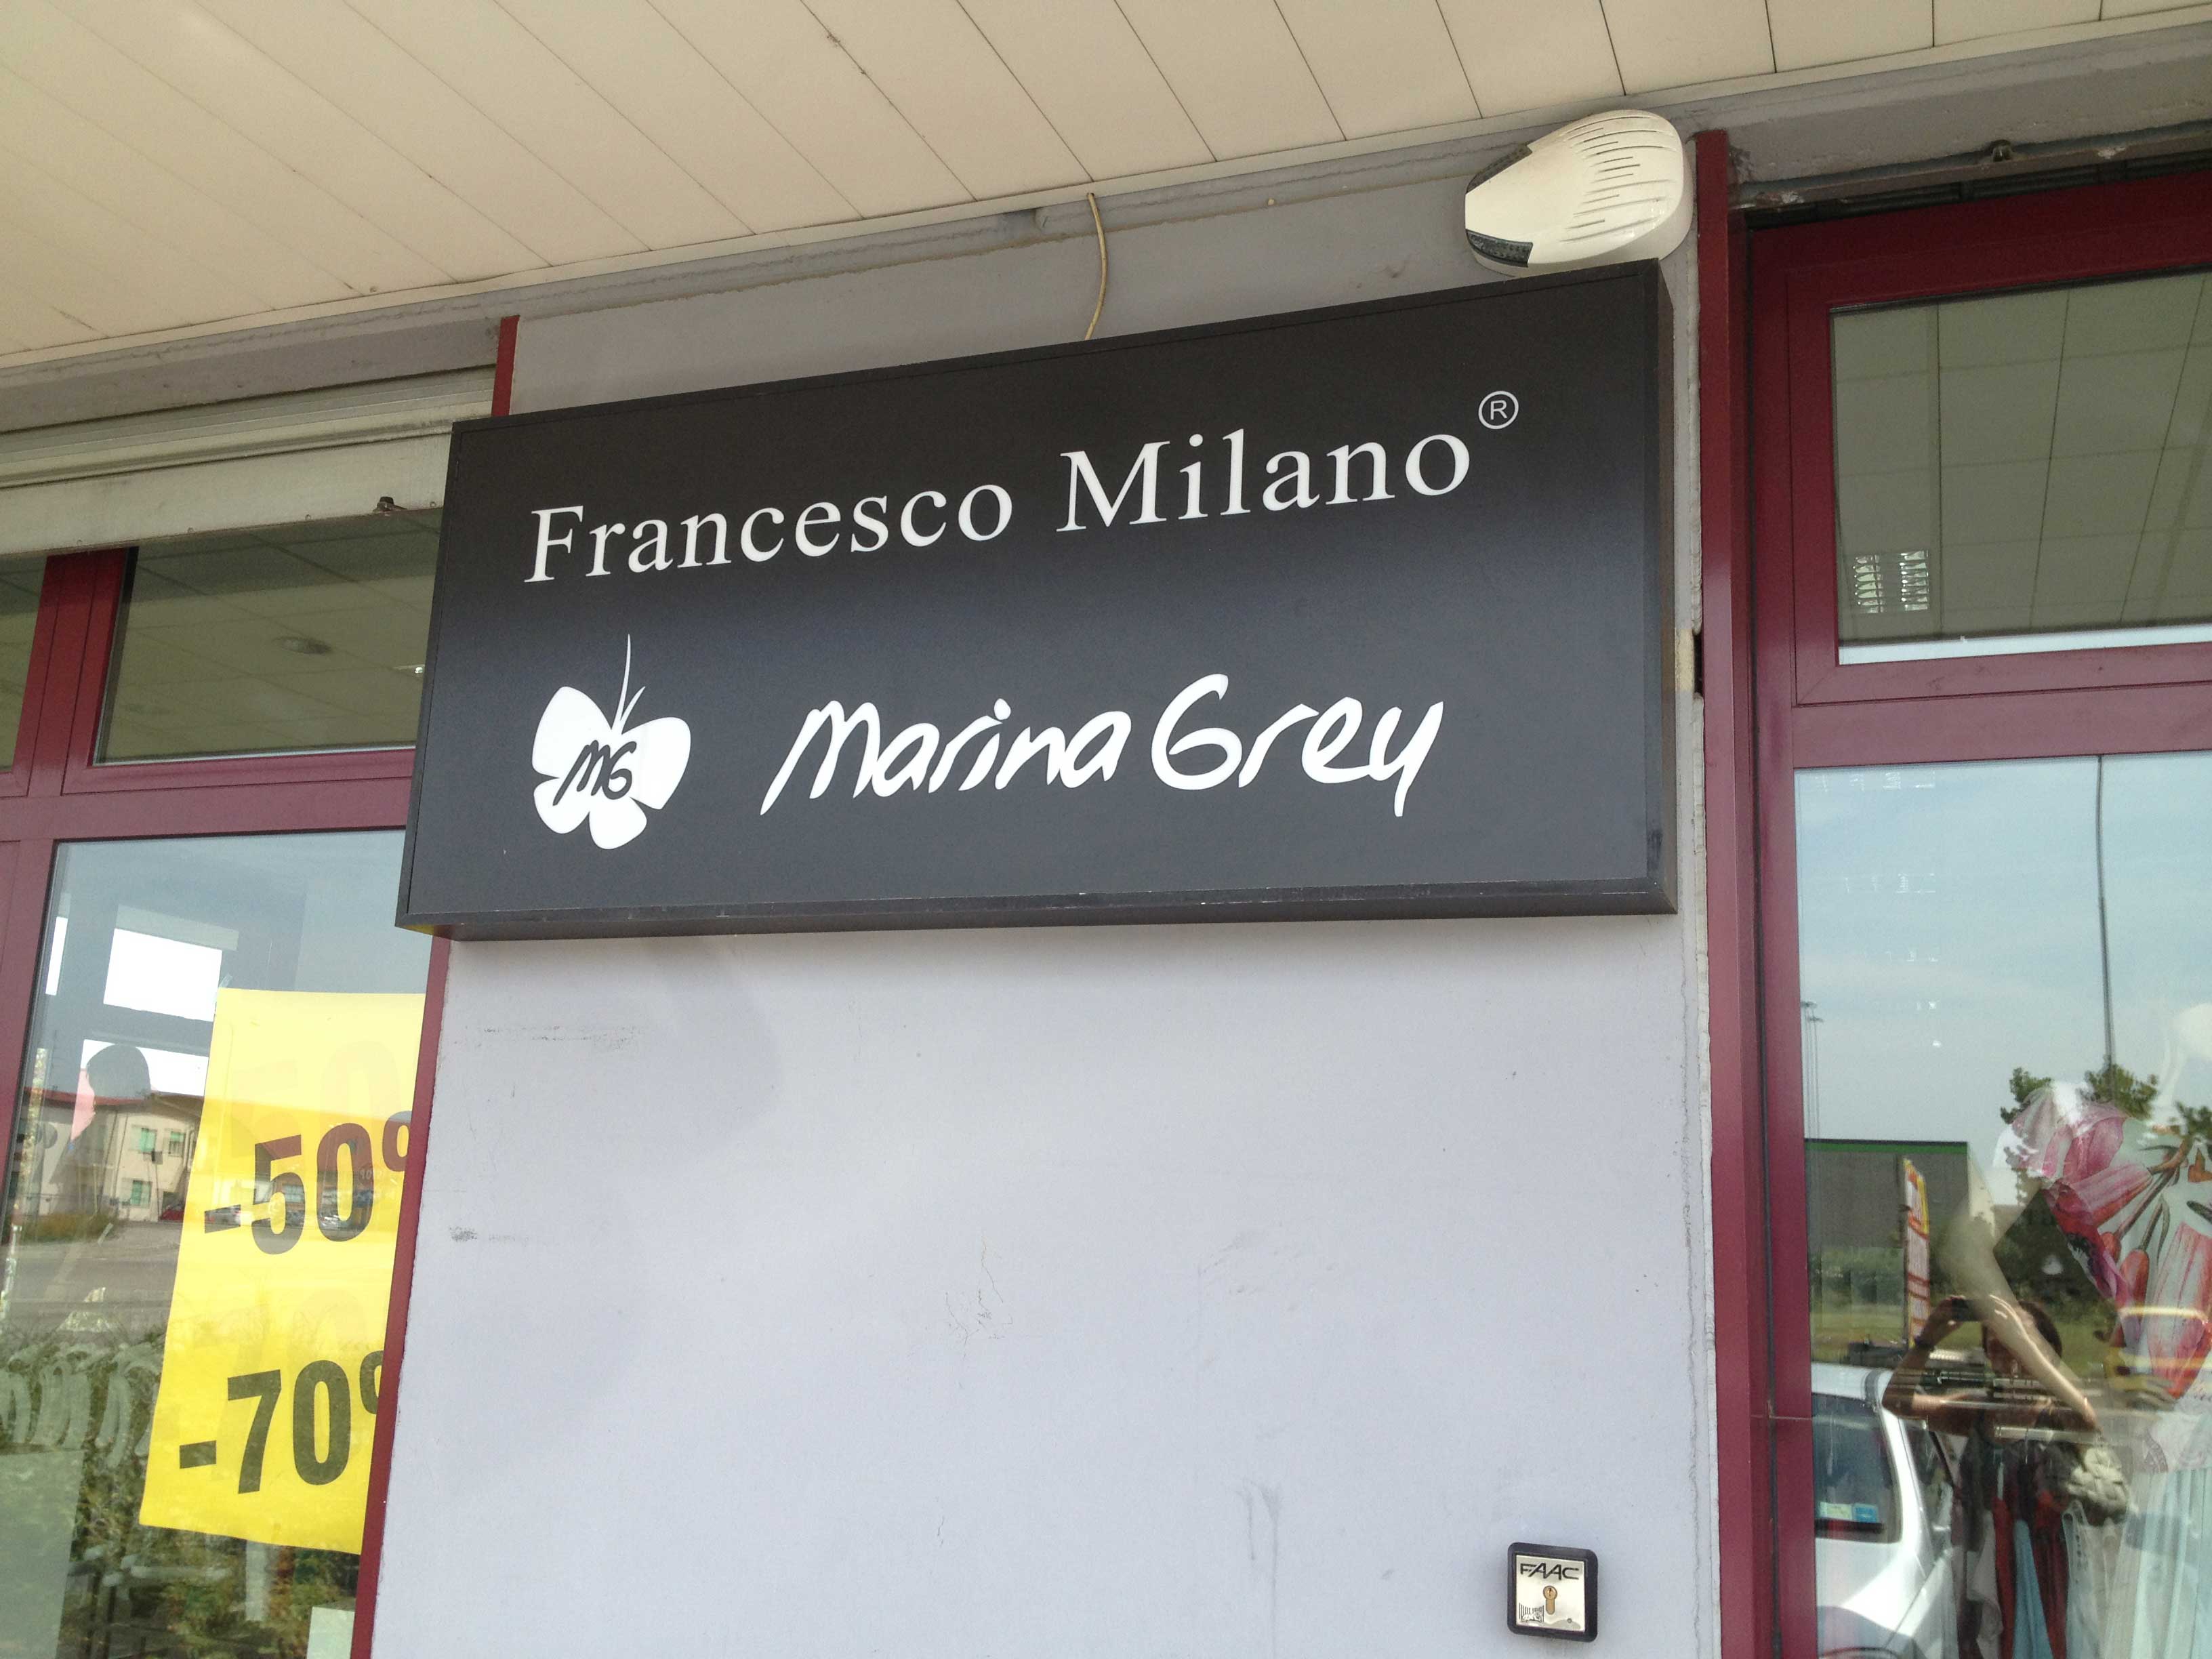 Francesco Milano®
MG
Marina Grey
-50%
-70%
FAAC